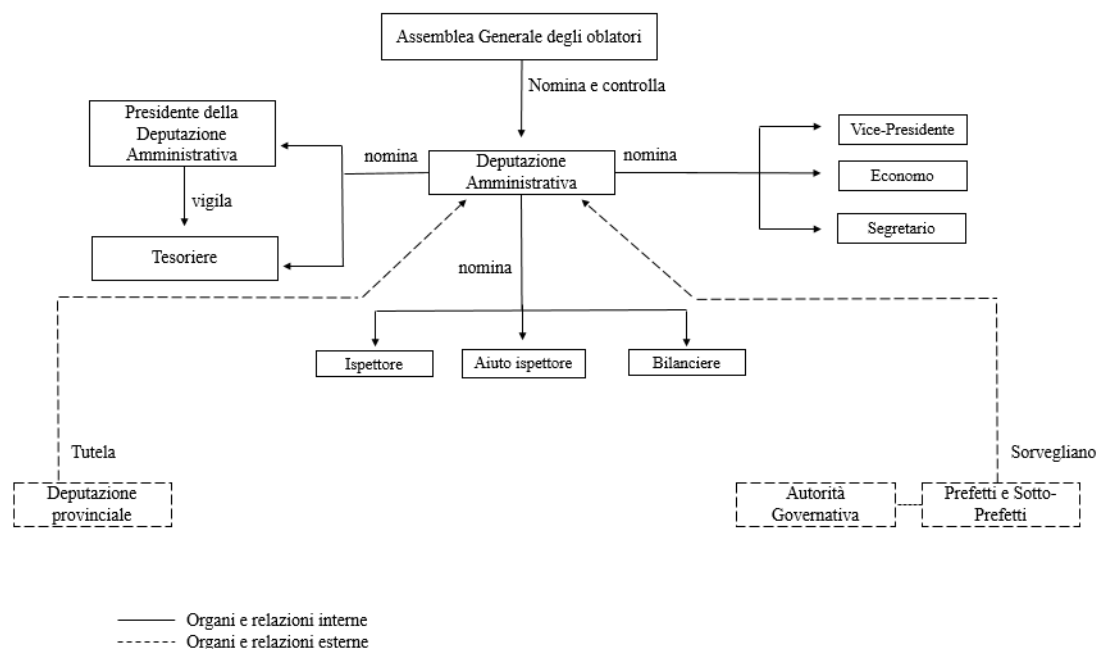 Assemblea Generale degli oblatori
Nomina e controlla
Presidente della
Deputazione
Amministrativa
nomina
Deputazione
Amministrativa
nomina
Vice-Presidente
Economo
Segretario
vigila
Tesoriere
nomina
Ispettore
Aiuto ispettore
Bilanciere
Tutela
Sorvegliano
Deputazione
provinciale
Autorità
Governativa
Prefetti e Sotto-
Prefetti
Organi e relazioni interne
Organi e relazioni esterne